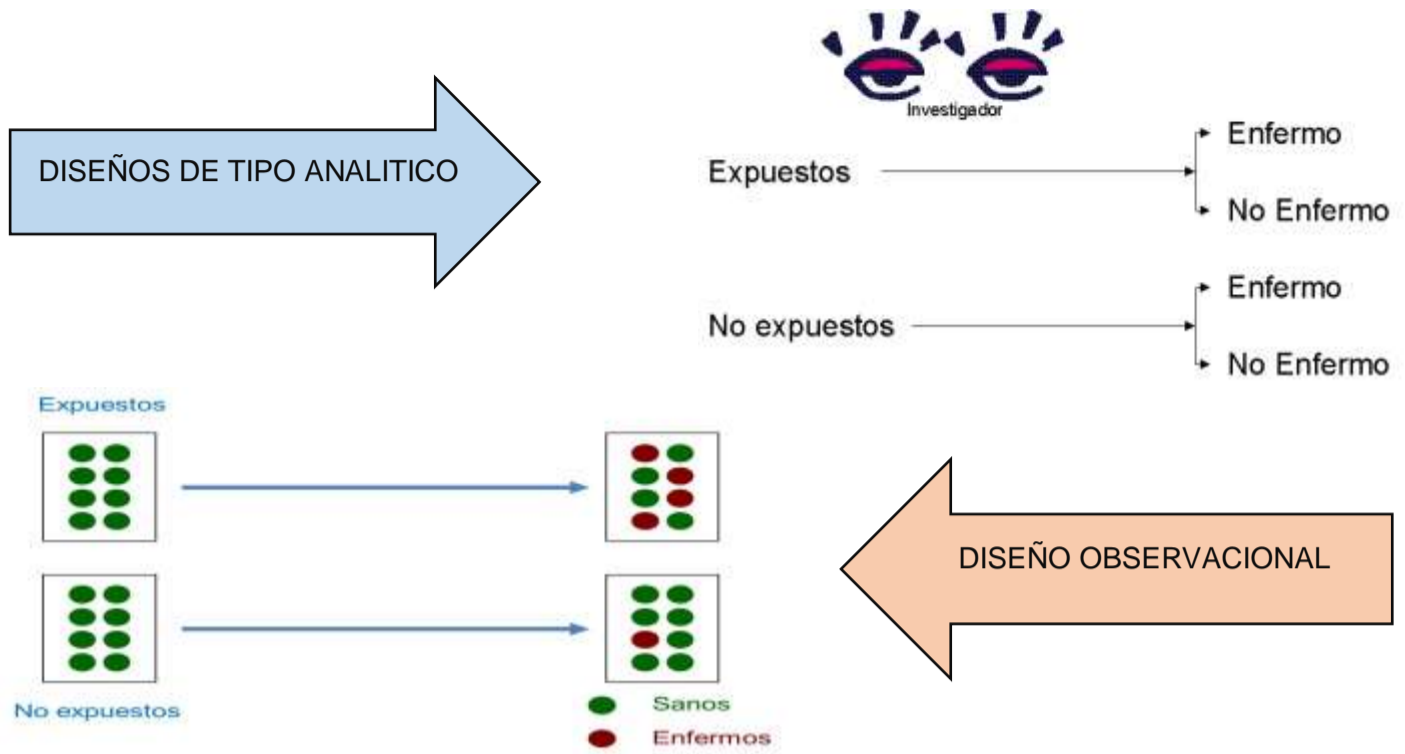 Investigador
DISEÑOS DE TIPO ANALITICO
Expuestos
Enfermo
No Enfermo
No expuestos
Enfermo
No Enfermo
Expuestos
No expuestos
Sanos
Enfermos
DISEÑO OBSERVACIONAL